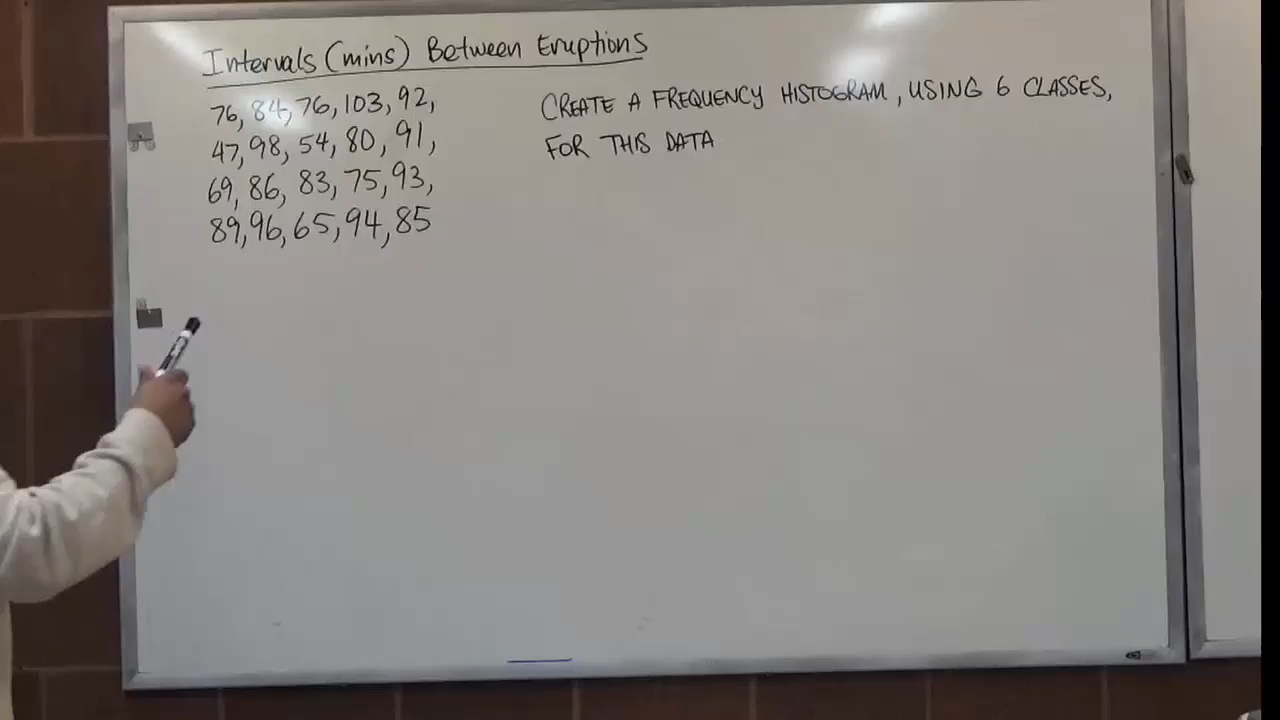 Intervals (mins) Between Eruptions
76, 84, 76, 103, 92,
47, 98, 54, 80, 91,
69, 86, 83, 75, 93,
89, 96, 65, 94, 85
CREATE A FREQUENCY HISTOGRAM, USING 6 CLASSES,
FOR THIS DATA